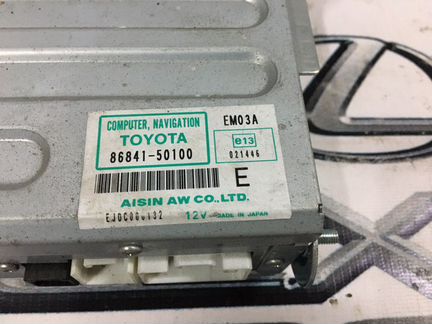 COMPUTER, NAVIGATION EM03A
TOYOTA
86841-50100
e13
021446
E
AISIN AW CO., LTD.
12V MADE IN JAPAN